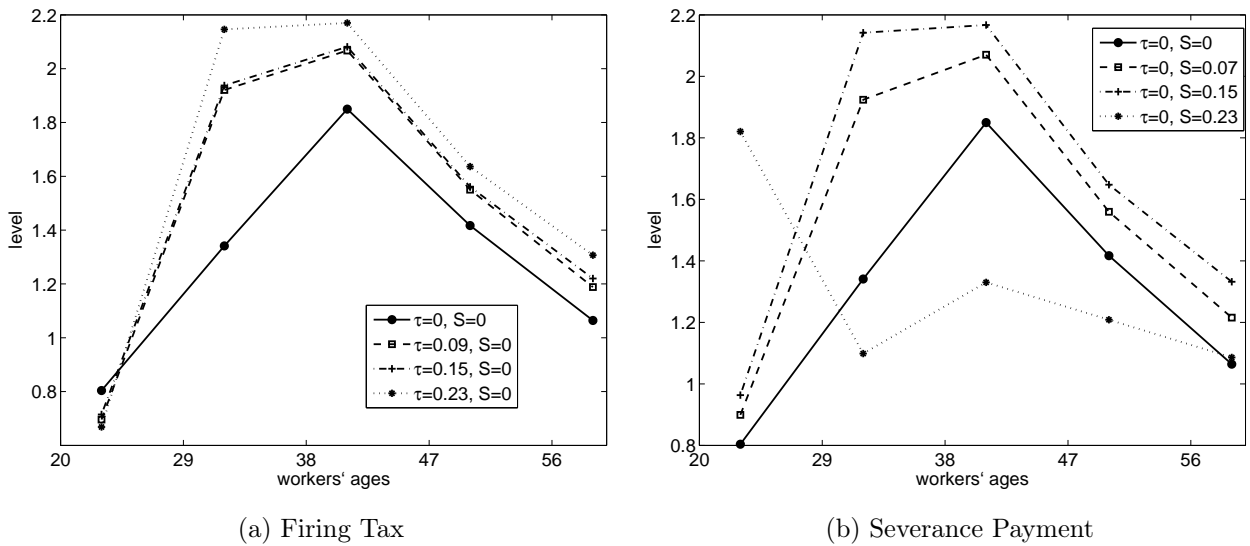 2.2
2
1.8
1.6
1.4
1.2
1
0.8
level
20
29
38
47
56
workers' ages
τ=0, S=0
τ=0.09, S=0
τ=0.15, S=0
τ=0.23, S=0
(a) Firing Tax
2.2
2
1.8
1.6
1.4
1.2
1
0.8
level
20
29
38
47
56
workers' ages
τ=0, S=0
τ=0, S=0.07
τ=0, S=0.15
τ=0, S=0.23
(b) Severance Payment